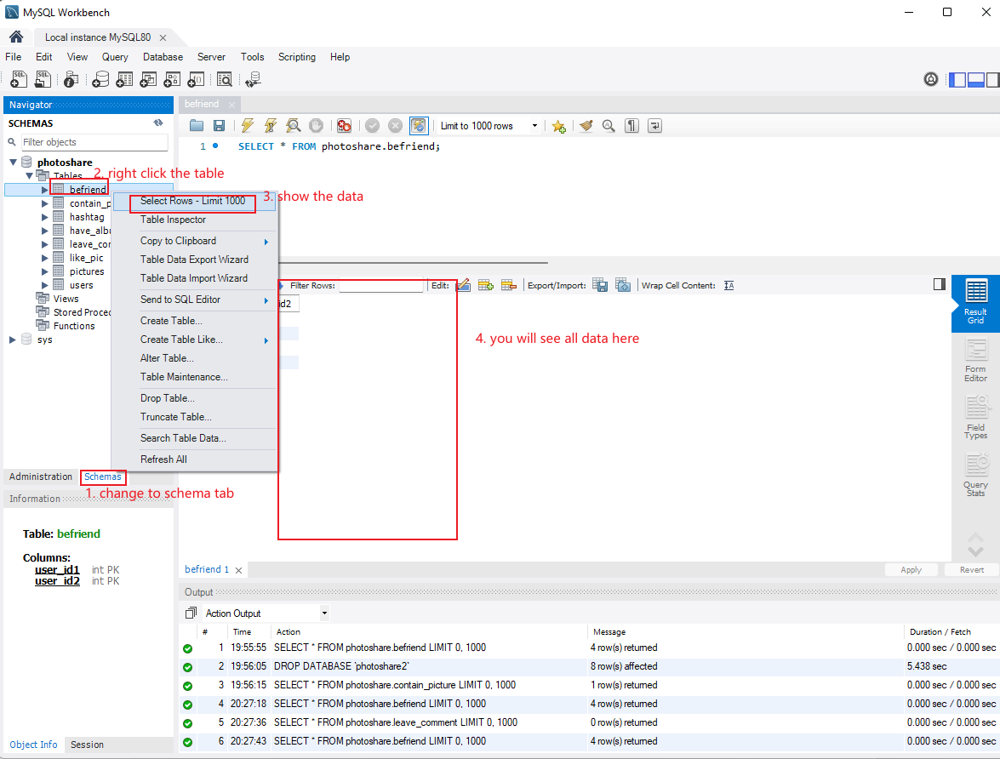 MySQL Workbench
Local instance MySQL80
File Edit View Query Database Server Tools Scripting Help
Navigator
SCHEMAS
Filter objects
photoshare
Tables
befriend
contain_p
hashtag
have_albu
leave_con
like_pic
pictures
users
Views
Stored Proced
Functions
sys
2. right click the table
3. show the data
Select Rows - Limit 1000
Table Inspector
Copy to Clipboard
Table Data Export Wizard
Table Data Import Wizard
Send to SQL Editor
Create Table...
Create Table Like...
Alter Table...
Table Maintenance...
Drop Table...
Truncate Table...
Search Table Data...
Refresh All
Administration Schemas
1. change to schema tab
Information
Table: befriend
Columns:
user_id1 int PK
user_id2 int PK
Object Info Session
befriend
Limit to 1000 rows
1 SELECT * FROM photoshare.befriend;
Filter Rows: Edit: Export/Import: Wrap Cell Content:
id2
4. you will see all data here
Result
Grid
Form
Editor
Field
Types
Query
Stats
befriend 1 Apply Revert
Output
Action Output
# Time Action Message Duration / Fetch
1 19:55:55 SELECT * FROM photoshare.befriend LIMIT 0, 1000 4 row(s) returned 0.000 sec / 0.000 sec
2 19:56:05 DROP DATABASE `photoshare2` 8 row(s) affected 5.438 sec
3 19:56:15 SELECT * FROM photoshare.contain_picture LIMIT 0, 1000 1 row(s) returned 0.000 sec / 0.000 sec
4 20:27:18 SELECT * FROM photoshare.befriend LIMIT 0, 1000 4 row(s) returned 0.000 sec / 0.000 sec
5 20:27:36 SELECT * FROM photoshare.leave_comment LIMIT 0, 1000 0 row(s) returned 0.000 sec / 0.000 sec
6 20:27:43 SELECT * FROM photoshare.befriend LIMIT 0, 1000 4 row(s) returned 0.000 sec / 0.000 sec